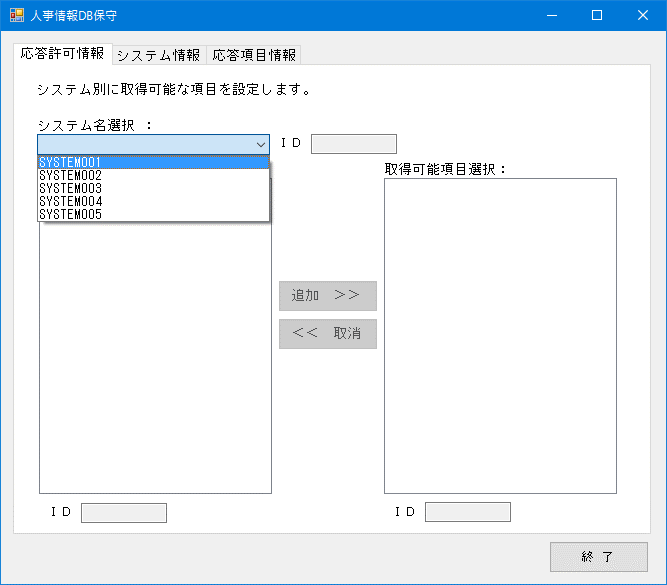 人事情報DB保守
応答許可情報 システム情報 応答項目情報
システム別に取得可能な項目を設定します。
システム名選択 ：
ＩＤ
SYSTEM001
SYSTEM002
SYSTEM003
SYSTEM004
SYSTEM005
取得可能項目選択：
追加 ＞＞
＜＜ 取消
ＩＤ
ＩＤ
終 了